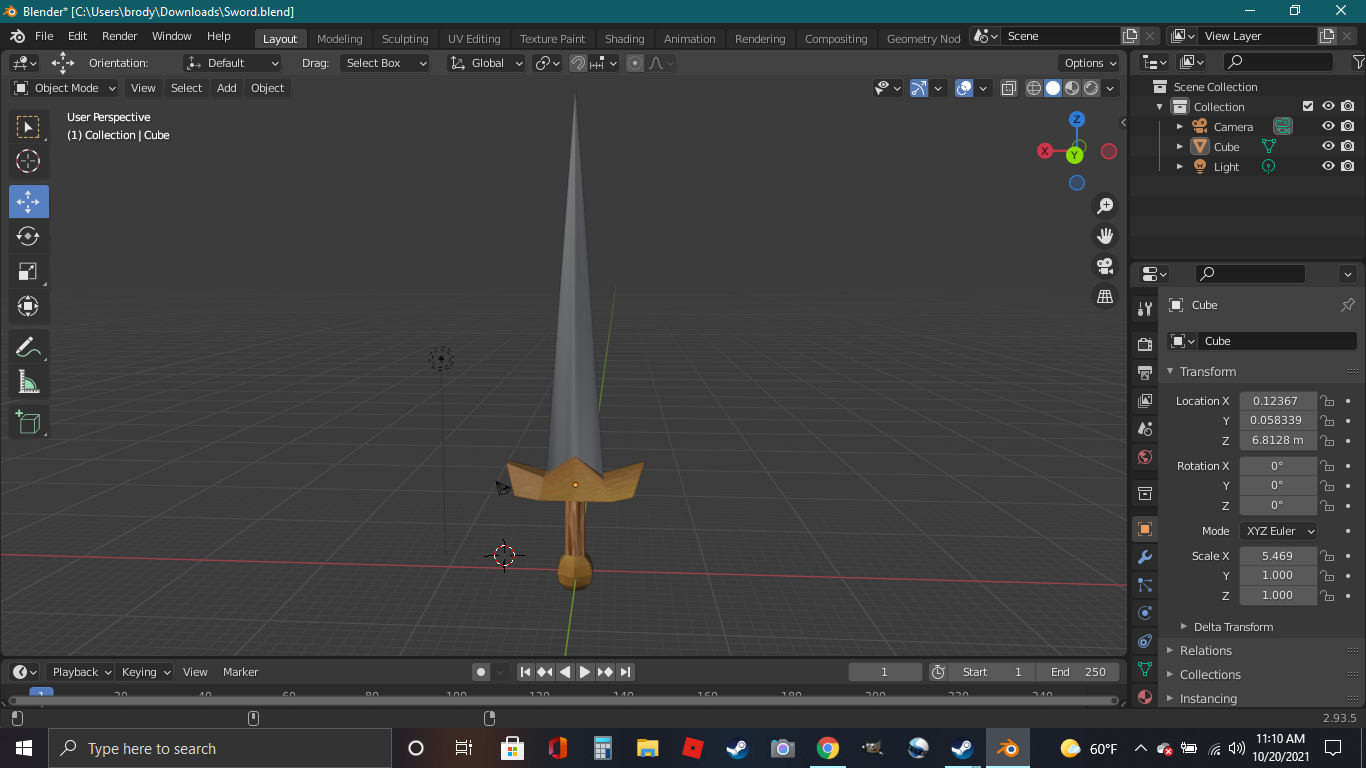 Blender* [C:\Users\brody\Downloads\Sword.blend]
File Edit Render Window Help Layout Modeling Sculpting UV Editing Texture Paint Shading Animation Rendering Compositing Geometry Nod Scene View Layer
Orientation: Default Drag: Select Box Global Options
Object Mode View Select Add Object
User Perspective
(1) Collection | Cube
Z
X
Y
Scene Collection
Collection
Camera
Cube
Light
Cube
Cube
Transform
Location X 0.12367
Y 0.058339
Z 6.8128 m
Rotation X 0°
Y 0°
Z 0°
Mode XYZ Euler
Scale X 5.469
Y 1.000
Z 1.000
Delta Transform
Relations
Collections
Instancing
Playback Keying View Marker 1 Start 1 End 250
1 20 40 60 80 100 120 140 160 180 200 220 240
2.93.5
Type here to search
60°F
11:10 AM
10/20/2021